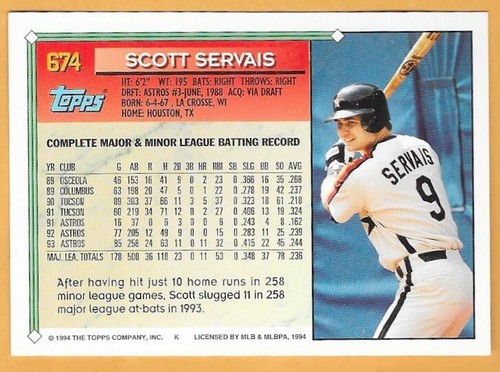 674 SCOTT SERVAIS
HT: 6'2" WT: 195 BATS: RIGHT THROWS: RIGHT
DRFT: ASTROS #3-JUNE, 1988 ACQ: VIA DRAFT
BORN: 6-4-67, LA CROSSE, WI
HOME: HOUSTON, TX
Topps
COMPLETE MAJOR & MINOR LEAGUE BATTING RECORD
YR CLUB G AB R H 2B 3B HR RBI SB SLG BB SO AVG
89 OSCEOLA 46 153 16 41 9 0 2 23 0 .366 16 35 .268
89 COLUMBUS 63 198 20 47 5 0 1 22 0 .278 29 42 .237
90 TUCSON 89 303 37 66 11 3 5 37 0 .323 18 61 .218
91 TUCSON 60 219 34 71 12 0 2 27 0 .406 13 19 .324
91 ASTROS 16 37 0 6 3 0 0 6 0 .243 4 8 .162
92 ASTROS 77 205 12 49 9 0 0 15 0 .283 11 25 .239
93 ASTROS 85 258 24 63 11 0 11 32 0 .415 22 45 .244
MAJ. LEA. TOTALS 178 500 36 118 23 0 11 53 0 .348 37 78 .236
After having hit just 10 home runs in 258
minor league games, Scott slugged 11 in 258
major league at-bats in 1993.
© 1994 THE TOPPS COMPANY, INC. K LICENSED BY MLB & MLBPA, 1994
SERVAIS
9